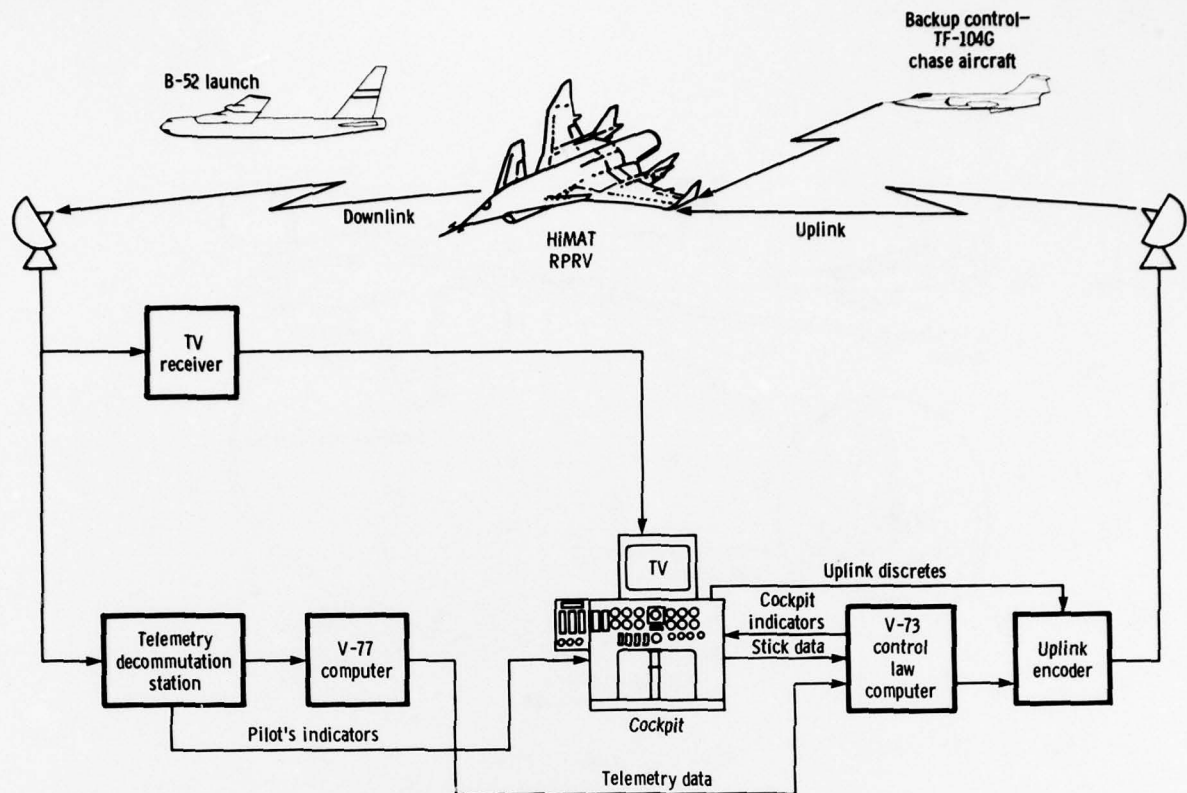 Backup control–
TF-104G
chase aircraft
B-52 launch
Downlink
HiMAT
RPRV
Uplink
TV
receiver
TV
Uplink discretes
Cockpit
indicators
Stick data
Telemetry
decommutation
station
V-77
computer
V-73
control
law
computer
Uplink
encoder
Cockpit
Pilot's indicators
Telemetry data